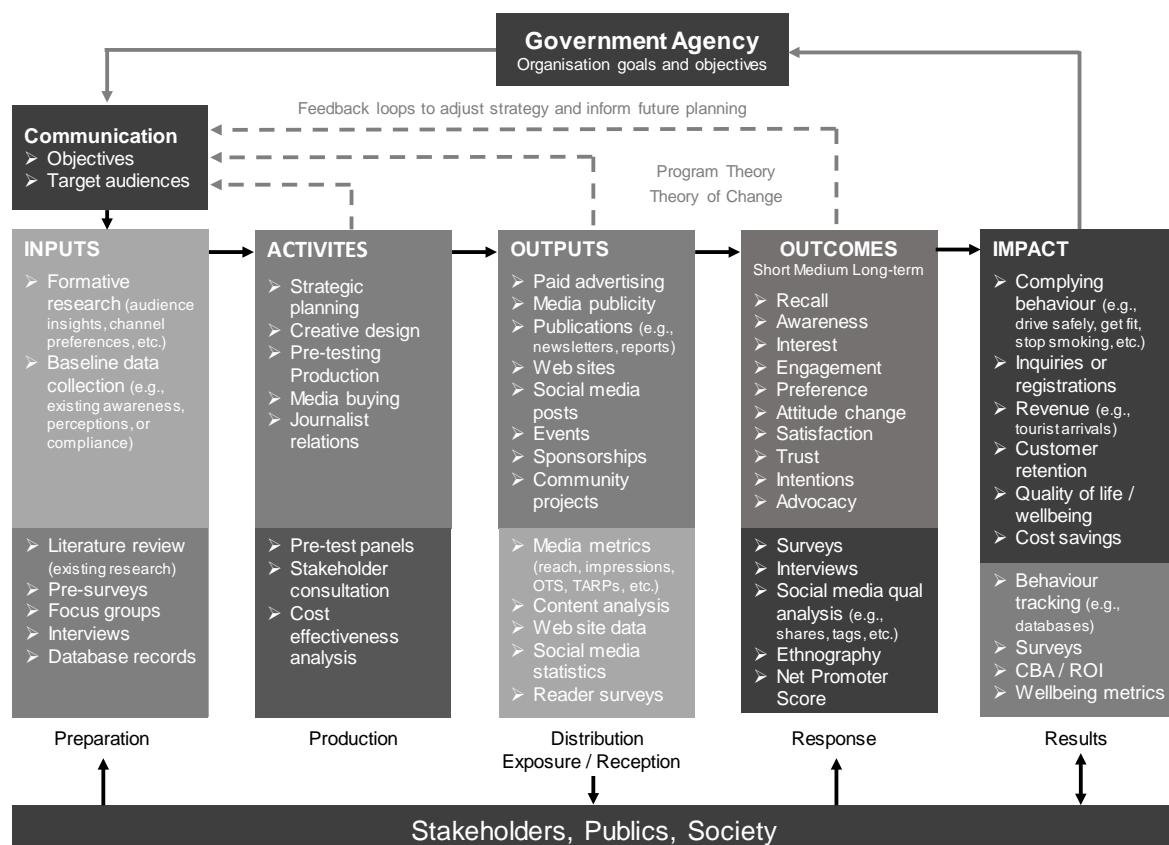 Government Agency
Organisation goals and objectives
Feedback loops to adjust strategy and inform future planning
Communication
➢ Objectives
➢ Target audiences
Program Theory
Theory of Change
INPUTS
➢ Formative
research (audience
insights, channel
preferences, etc.)
➢ Baseline data
collection (e.g.,
existing awareness,
perceptions, or
compliance)
➢ Literature review
(existing research)
➢ Pre-surveys
➢ Focus groups
➢ Interviews
➢ Database records
Preparation
ACTIVITES
➢ Strategic
planning
➢ Creative design
➢ Pre-testing
Production
➢ Media buying
➢ Journalist
relations
➢ Pre-test panels
➢ Stakeholder
consultation
➢ Cost
effectiveness
analysis
Production
OUTPUTS
➢ Paid advertising
➢ Media publicity
➢ Publications (e.g.,
newsletters, reports)
➢ Web sites
➢ Social media
posts
➢ Events
➢ Sponsorships
➢ Community
projects
➢ Media metrics
(reach, impressions,
OTS, TARPs, etc.)
➢ Content analysis
➢ Web site data
➢ Social media
statistics
➢ Reader surveys
Distribution
Exposure / Reception
OUTCOMES
Short Medium Long-term
➢ Recall
➢ Awareness
➢ Interest
➢ Engagement
➢ Preference
➢ Attitude change
➢ Satisfaction
➢ Trust
➢ Intentions
➢ Advocacy
➢ Surveys
➢ Interviews
➢ Social media qual
analysis (e.g.,
shares, tags, etc.)
➢ Ethnography
➢ Net Promoter
Score
Response
IMPACT
➢ Complying
behaviour (e.g.,
drive safely, get fit,
stop smoking, etc.)
➢ Inquiries or
registrations
➢ Revenue (e.g.,
tourist arrivals)
➢ Customer
retention
➢ Quality of life /
wellbeing
➢ Cost savings
➢ Behaviour
tracking (e.g.,
databases)
➢ Surveys
➢ CBA / ROI
➢ Wellbeing metrics
Results
Stakeholders, Publics, Society